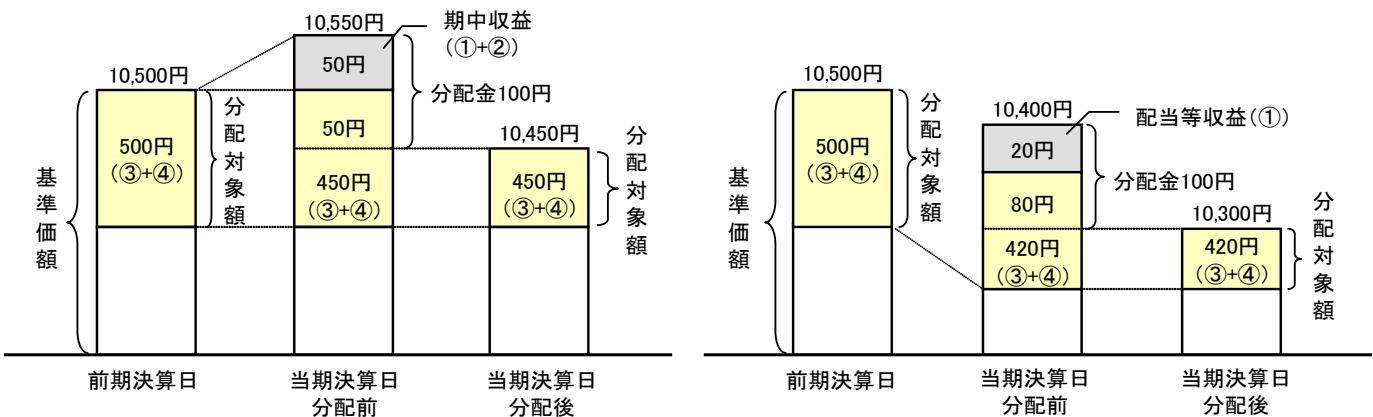 10,550円
期中収益
(①+②)
10,500円
50円
分配金100円
分配対象額
500円
(③+④)
50円
10,450円
分配対象額
450円
(③+④)
450円
(③+④)
基準価額
前期決算日
当期決算日
分配前
当期決算日
分配後
10,500円
分配対象額
10,400円
配当等収益(①)
500円
(③+④)
20円
分配金100円
80円
10,300円
分配対象額
420円
(③+④)
420円
(③+④)
基準価額
前期決算日
当期決算日
分配前
当期決算日
分配後